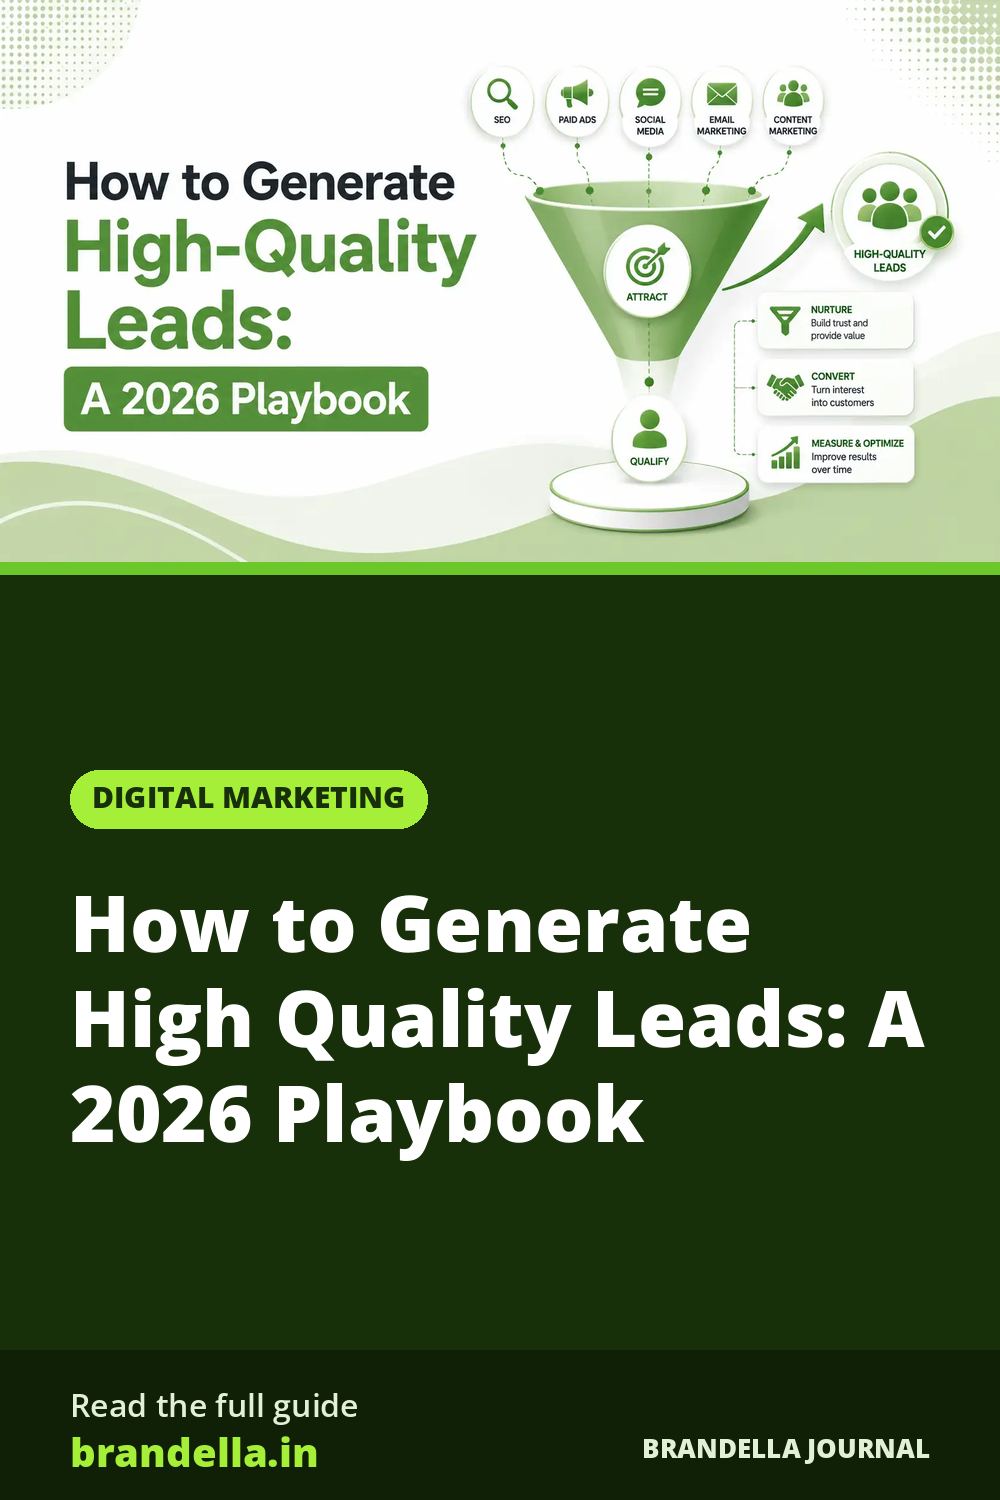 How to Generate
High-Quality
Leads:
A 2026 Playbook
SEO
PAID ADS
SOCIAL
MEDIA
EMAIL
MARKETING
CONTENT
MARKETING
ATTRACT
QUALIFY
HIGH-QUALITY
LEADS
NURTURE
Build trust and
provide value
CONVERT
Turn interest
into customers
MEASURE & OPTIMIZE
Improve results
over time
DIGITAL MARKETING
How to Generate
High Quality Leads: A
2026 Playbook
Read the full guide
brandella.in
BRANDELLA JOURNAL